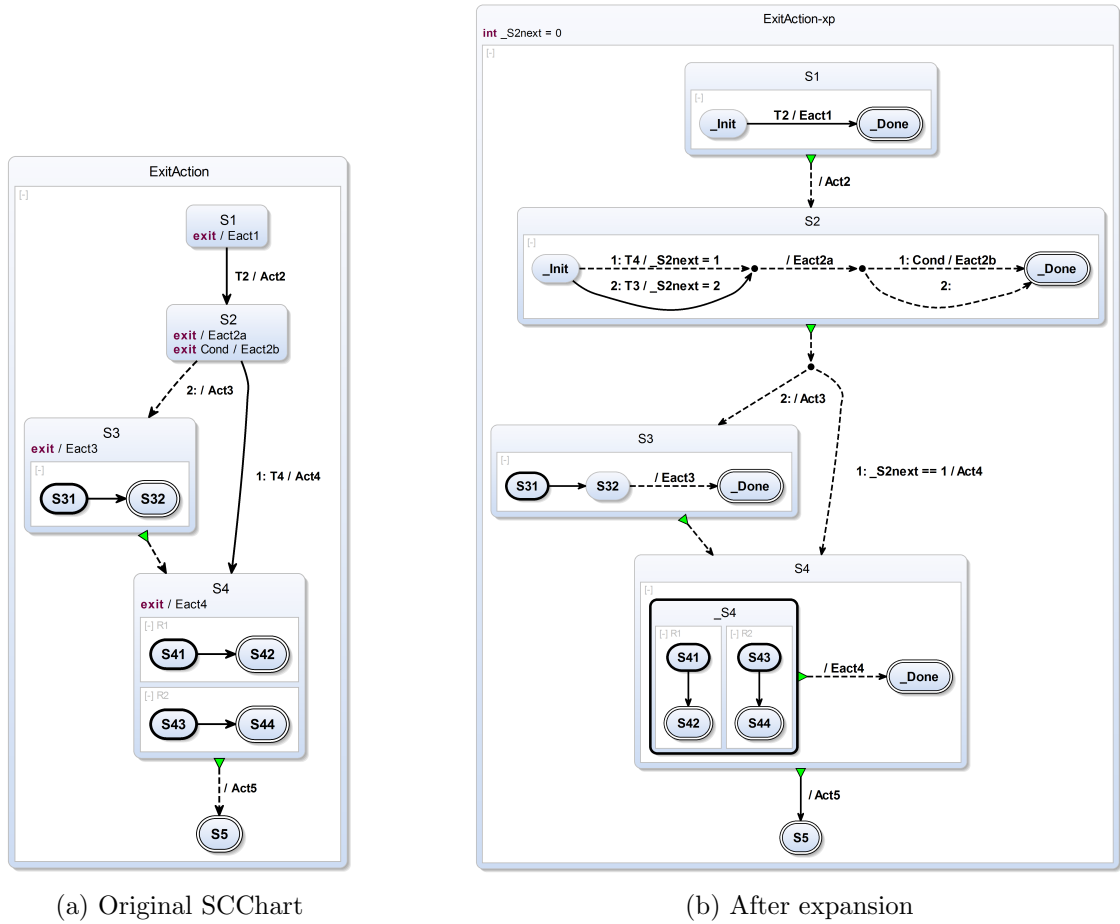 ExitAction
[-]
S1
exit / Eact1
T2 / Act2
S2
exit / Eact2a
exit Cond / Eact2b
2: / Act3
S3
exit / Eact3
[-]
S31
S32
1: T4 / Act4
S4
exit / Eact4
[-] R1
S41
S42
[-] R2
S43
S44
/ Act5
S5
(a) Original SCChart
ExitAction-xp
int _S2next = 0
[-]
S1
[-]
_Init
T2 / Eact1
_Done
/ Act2
S2
[-]
_Init
1: T4 / _S2next = 1
2: T3 / _S2next = 2
/ Eact2a
1: Cond / Eact2b
2:
_Done
2: / Act3
S3
[-]
S31
S32
/ Eact3
_Done
1: _S2next == 1 / Act4
S4
[-]
_S4
[-] R1
S41
S42
[-] R2
S43
S44
/ Eact4
_Done
/ Act5
S5
(b) After expansion